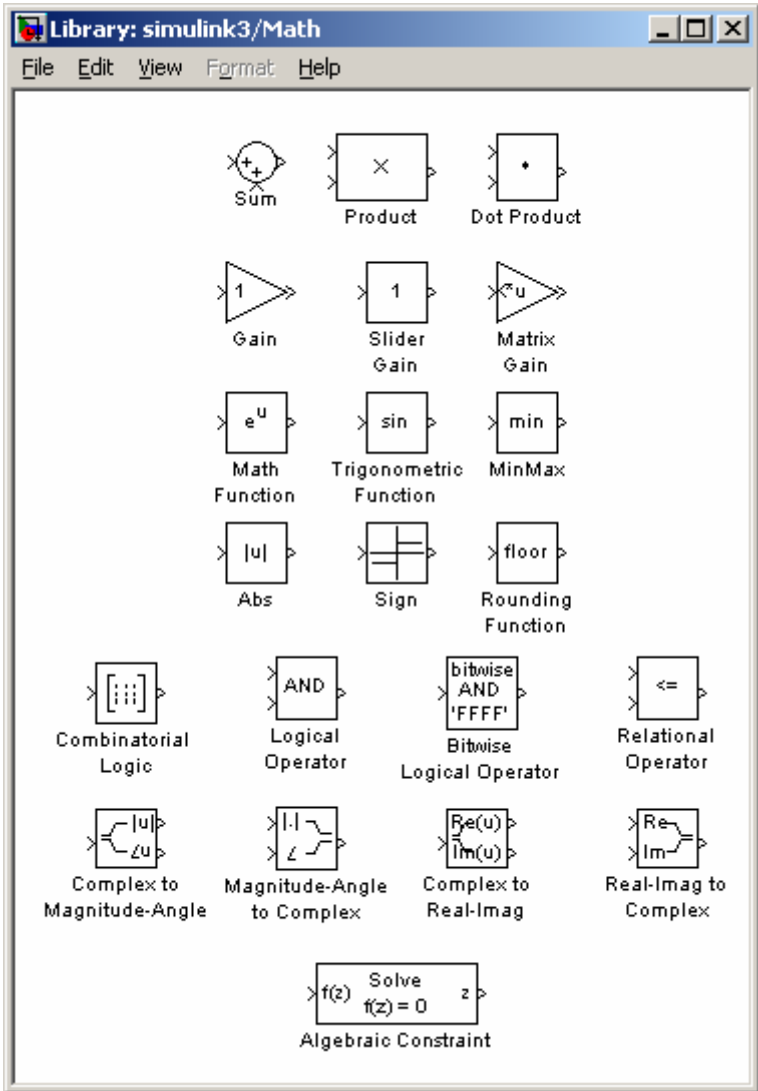 Library: simulink3/Math
File Edit View Format Help
+ +
×
•
Sum
Product
Dot Product
1
1
u
Gain
Slider
Gain
Matrix
Gain
e^u
sin
min
Math
Function
Trigonometric
Function
MinMax
|u|
floor
Abs
Sign
Rounding
Function
AND
bitwise
AND
'FFFF'
<=
Combinatorial
Logic
Logical
Operator
Bitwise
Logical Operator
Relational
Operator
|u|
∠u
|.|
∠
Re(u)
Im(u)
Re
Im
Complex to
Magnitude-Angle
Magnitude-Angle
to Complex
Complex to
Real-Imag
Real-Imag to
Complex
f(z) Solve z
f(z) = 0
Algebraic Constraint